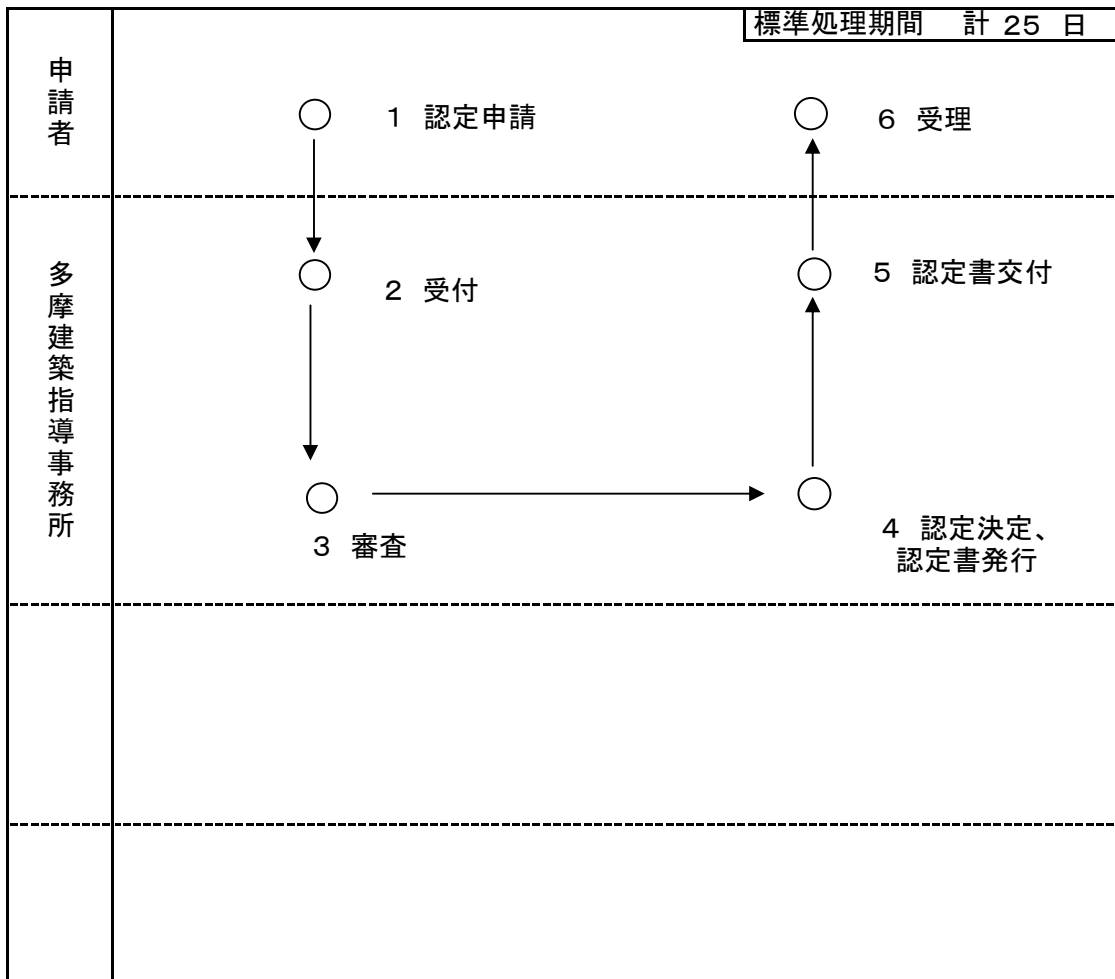 標準処理期間 計 25 日
申請者
1 認定申請
6 受理
多摩建築指導事務所
2 受付
5 認定書交付
3 審査
4 認定決定、
認定書発行